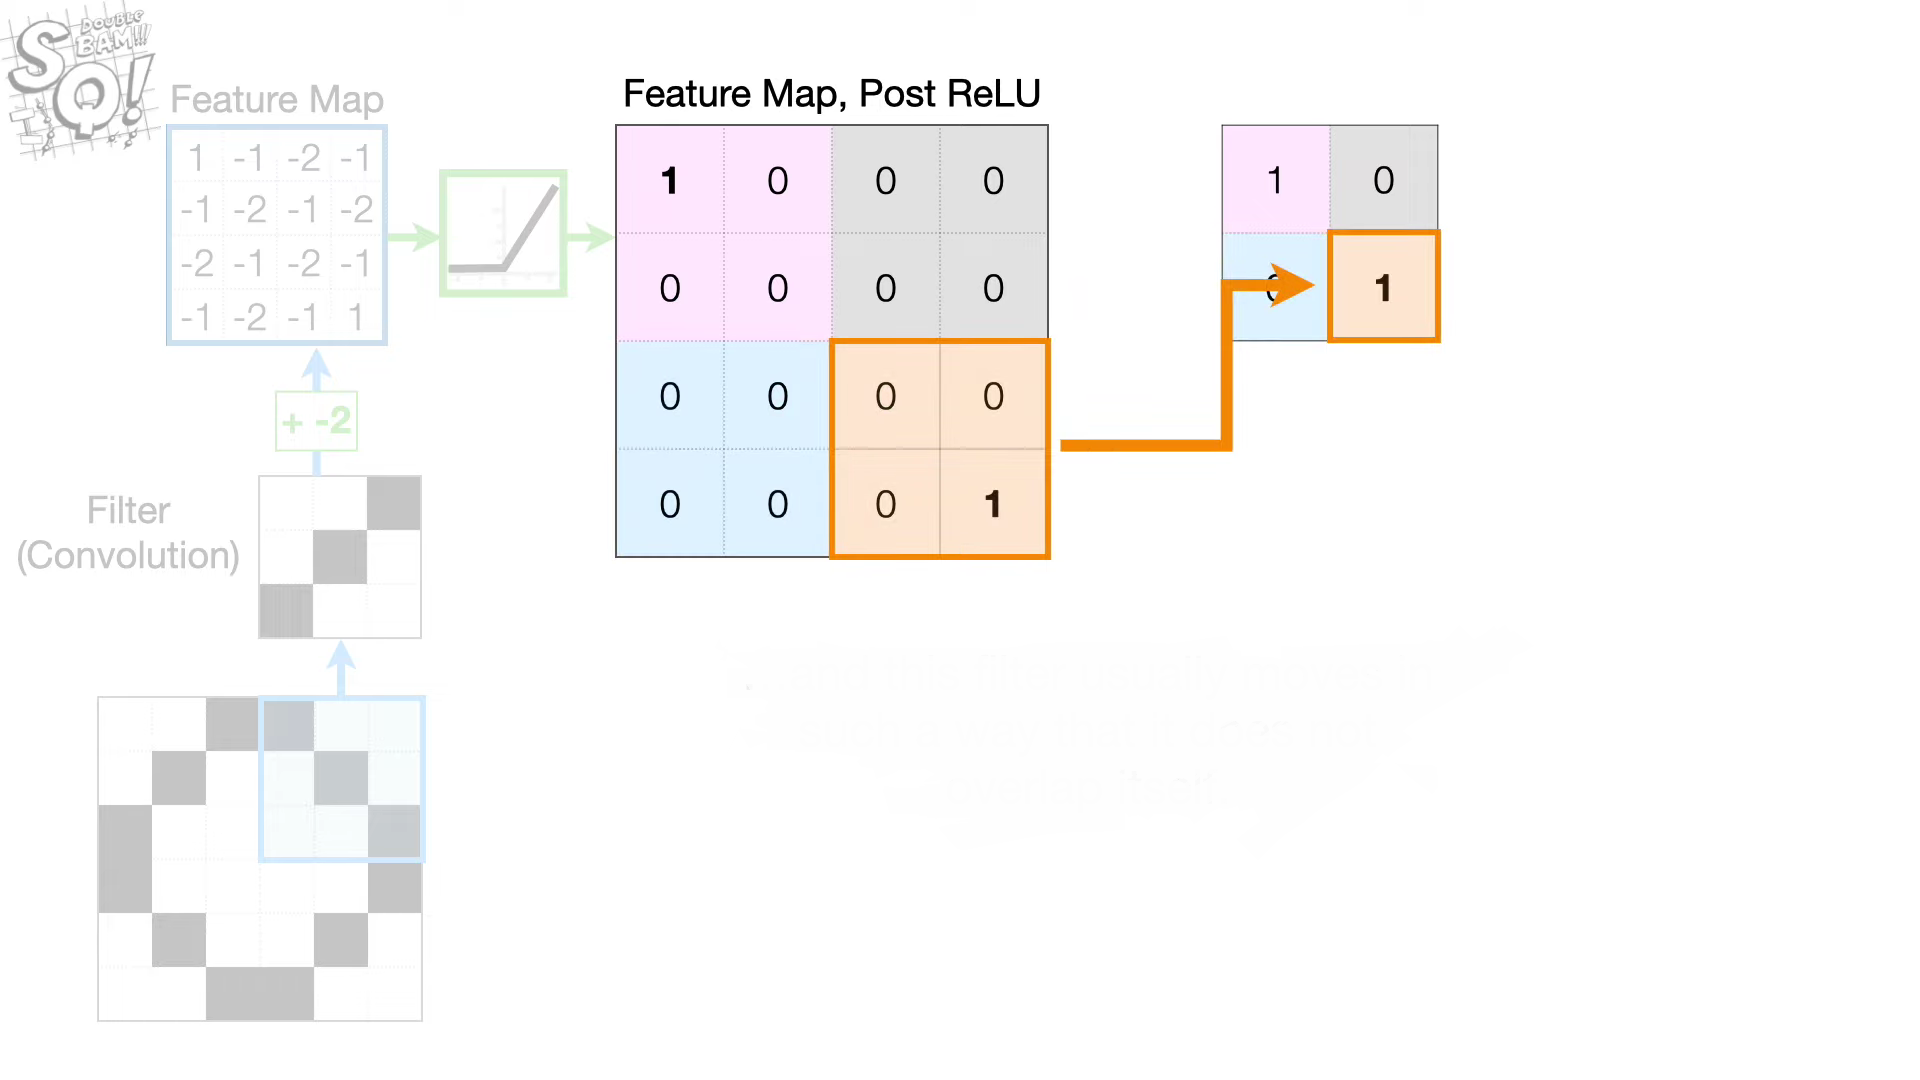 DOUBLE
BAM!!!
SQ!
Feature Map
1 -1 -2 -1
-1 -2 -1 -2
-2 -1 -2 -1
-1 -2 -1 1
+ -2
Filter
(Convolution)
Feature Map, Post ReLU
1 0 0 0
0 0 0 0
0 0 0 0
0 0 0 1
1 0
0 1
and this filter usually moves in
such a way that it does not
overlap itself